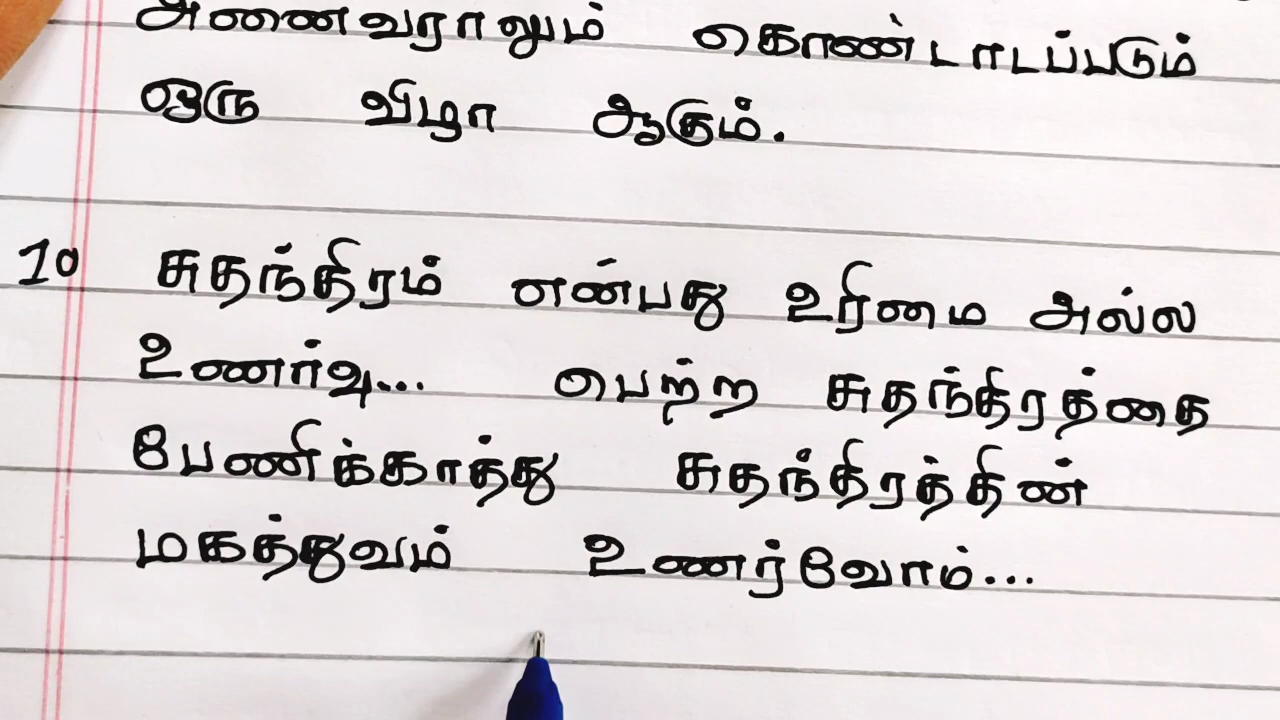 அனைவராலும் கொண்டாடப்படும்
ஒரு விழா ஆகும்.
10 சுதந்திரம் என்பது உரிமை அல்ல
உணர்வு... பெற்ற சுதந்திரத்தை
பேணிக்காத்து சுதந்திரத்தின்
மகத்துவம் உணர்வோம்...